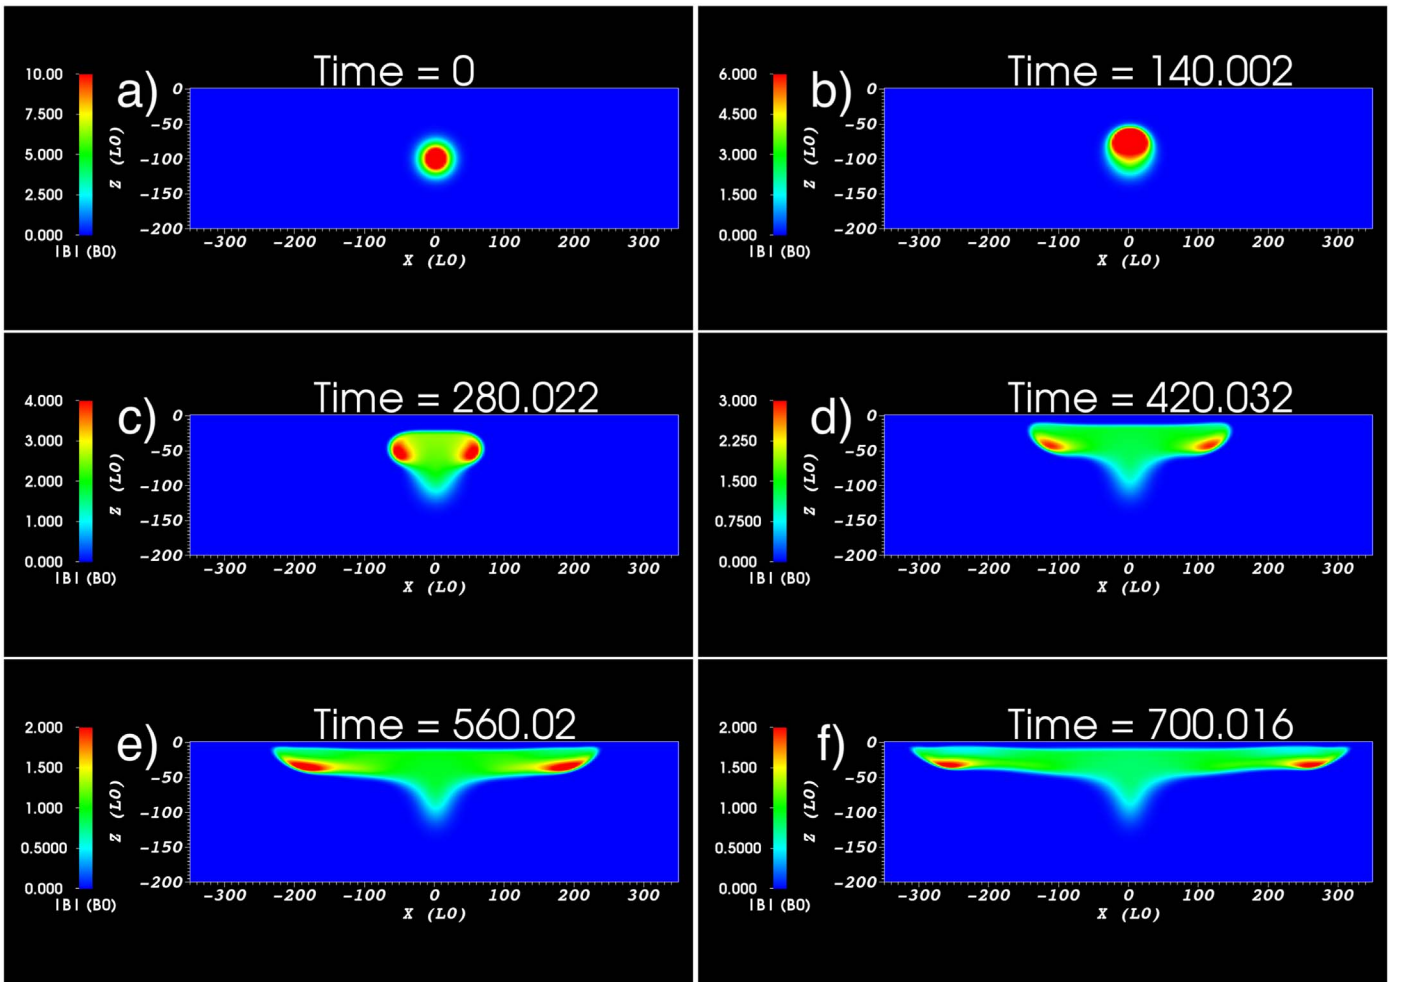 Time = 0
a)
10.00
7.500
5.000
2.500
0.000
|B| (B0)
Z (L0)
0
-50
-100
-150
-200
-300 -200 -100 0 100 200 300
X (L0)
Time = 140.002
b)
6.000
4.500
3.000
1.500
0.000
|B| (B0)
Z (L0)
0
-50
-100
-150
-200
-300 -200 -100 0 100 200 300
X (L0)
Time = 280.022
c)
4.000
3.000
2.000
1.000
0.000
|B| (B0)
Z (L0)
0
-50
-100
-150
-200
-300 -200 -100 0 100 200 300
X (L0)
Time = 420.032
d)
3.000
2.250
1.500
0.7500
0.000
|B| (B0)
Z (L0)
0
-50
-100
-150
-200
-300 -200 -100 0 100 200 300
X (L0)
Time = 560.02
e)
2.000
1.500
1.000
0.5000
0.000
|B| (B0)
Z (L0)
0
-50
-100
-150
-200
-300 -200 -100 0 100 200 300
X (L0)
Time = 700.016
f)
2.000
1.500
1.000
0.5000
0.000
|B| (B0)
Z (L0)
0
-50
-100
-150
-200
-300 -200 -100 0 100 200 300
X (L0)